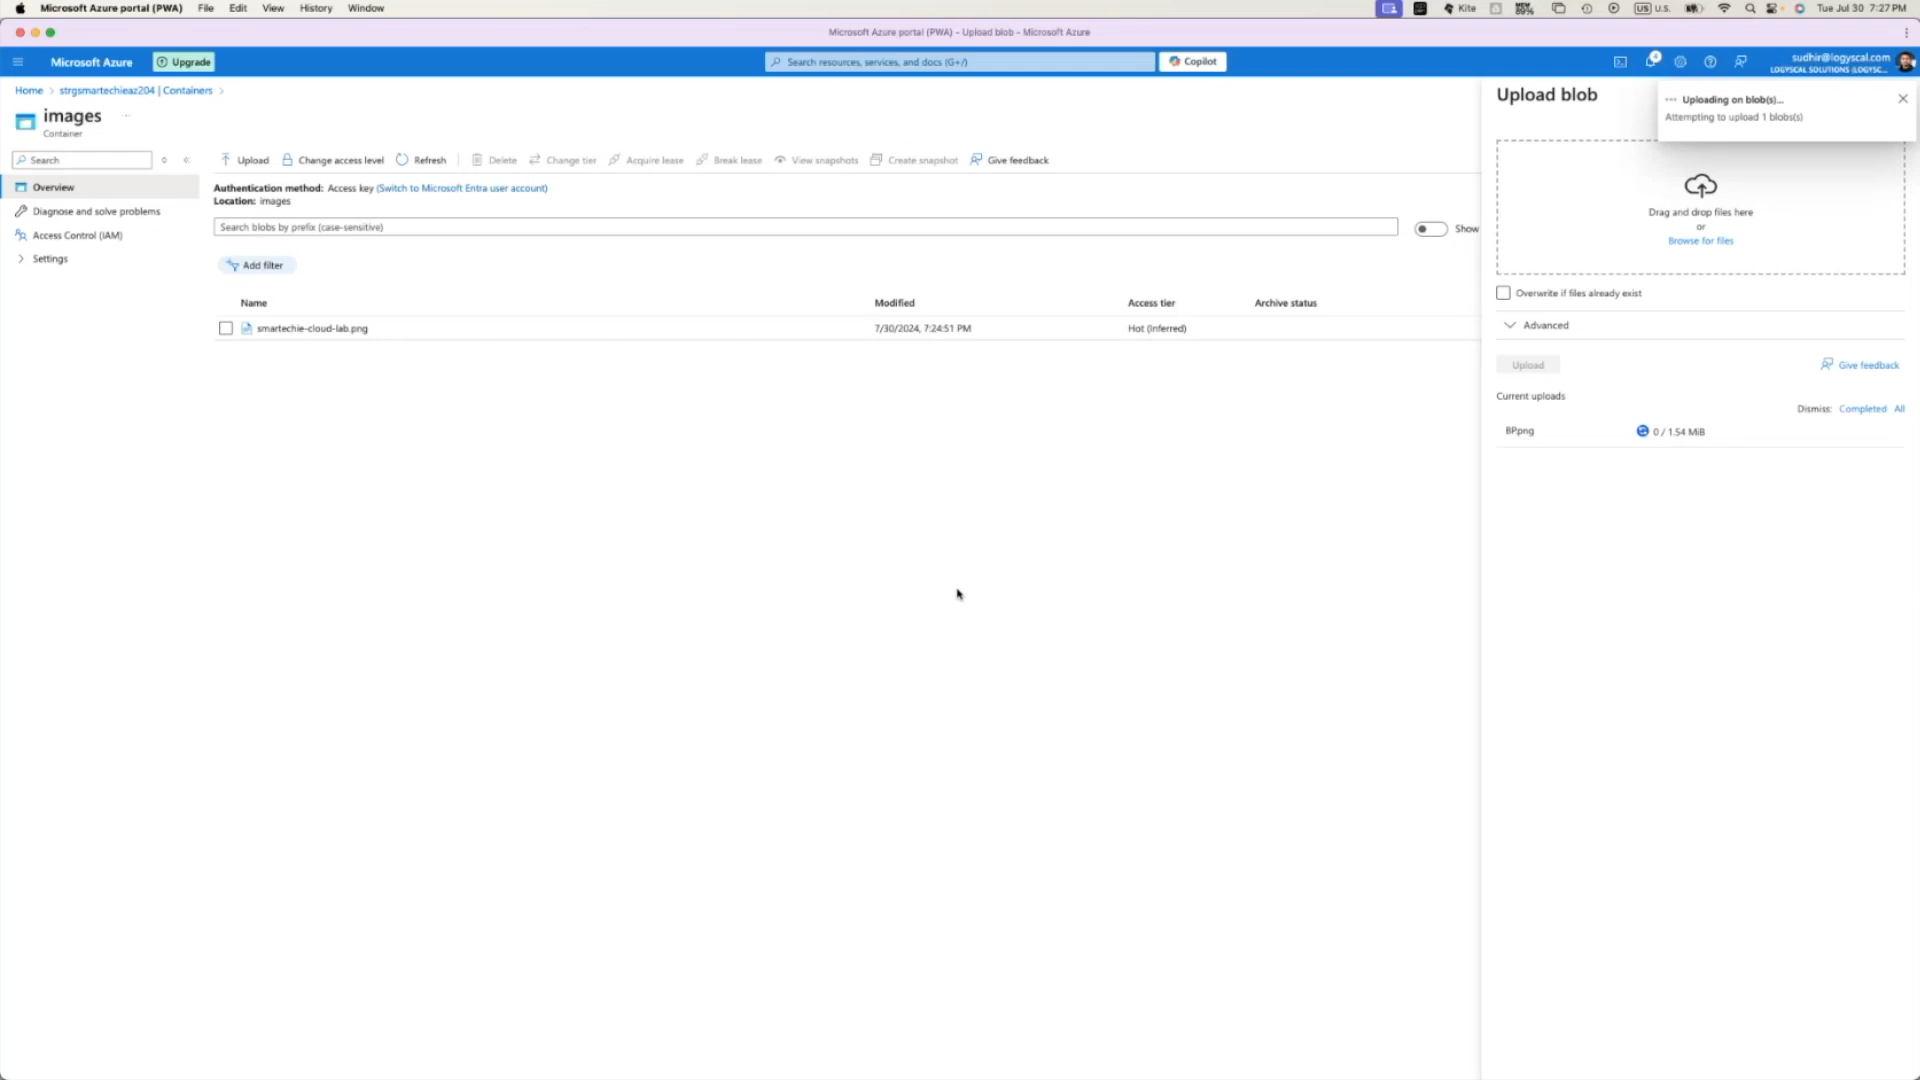 Microsoft Azure portal (PWA) File Edit View History Window Kite US U.S. Tue Jul 30 7:27 PM
Microsoft Azure portal (PWA) - Upload blob - Microsoft Azure
Microsoft Azure Upgrade Search resources, services, and docs (G+/) Copilot 4 sudhir@logyscal.com
LOGYSCAL SOLUTIONS (LOGYSC...
Home > strgsmartechieaz204 | Containers >
images ...
Container
Upload blob
Uploading on blob(s)...
Attempting to upload 1 blobs(s)
Search
Upload Change access level Refresh Delete Change tier Acquire lease Break lease View snapshots Create snapshot Give feedback
Overview
Diagnose and solve problems
Access Control (IAM)
Settings
Authentication method: Access key (Switch to Microsoft Entra user account)
Location: images
Search blobs by prefix (case-sensitive) Show
Add filter
Name Modified Access tier Archive status
smartechie-cloud-lab.png 7/30/2024, 7:24:51 PM Hot (Inferred)
Drag and drop files here
or
Browse for files
Overwrite if files already exist
Advanced
Upload Give feedback
Current uploads
Dismiss: Completed All
BP.png 0 / 1.54 MiB